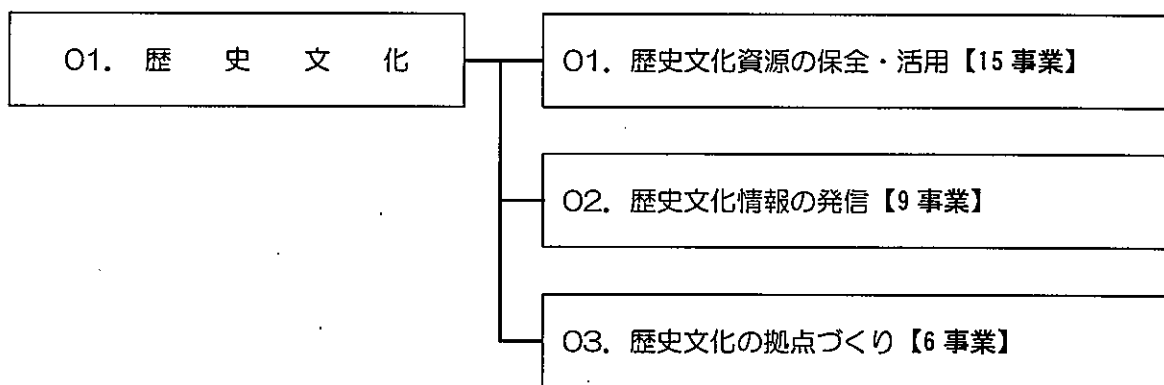 01. 歴史文化
01. 歴史文化資源の保全・活用【15事業】
02. 歴史文化情報の発信【9事業】
03. 歴史文化の拠点づくり【6事業】